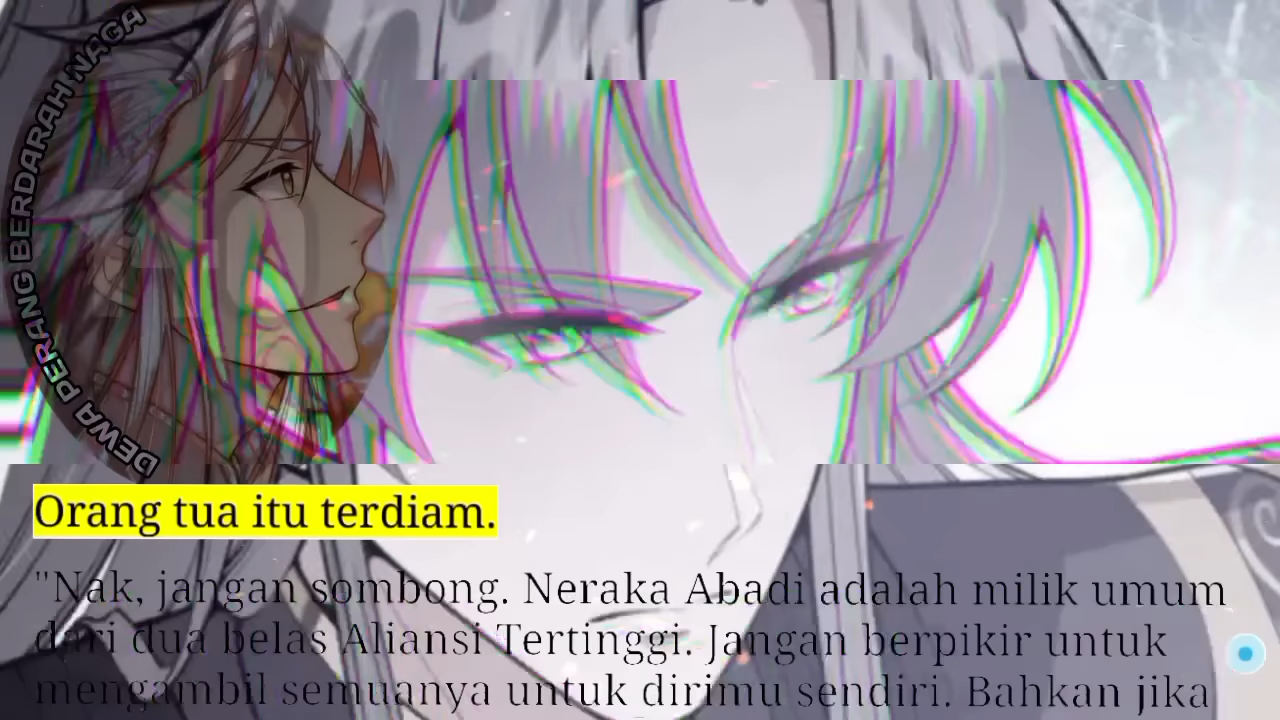 DEWA PERANG BERDARAH NAGA
Orang tua itu terdiam.
"Nak, jangan sombong. Neraka Abadi adalah milik umum
dari dua belas Aliansi Tertinggi. Jangan berpikir untuk
mengambil semuanya untuk dirimu sendiri. Bahkan jika